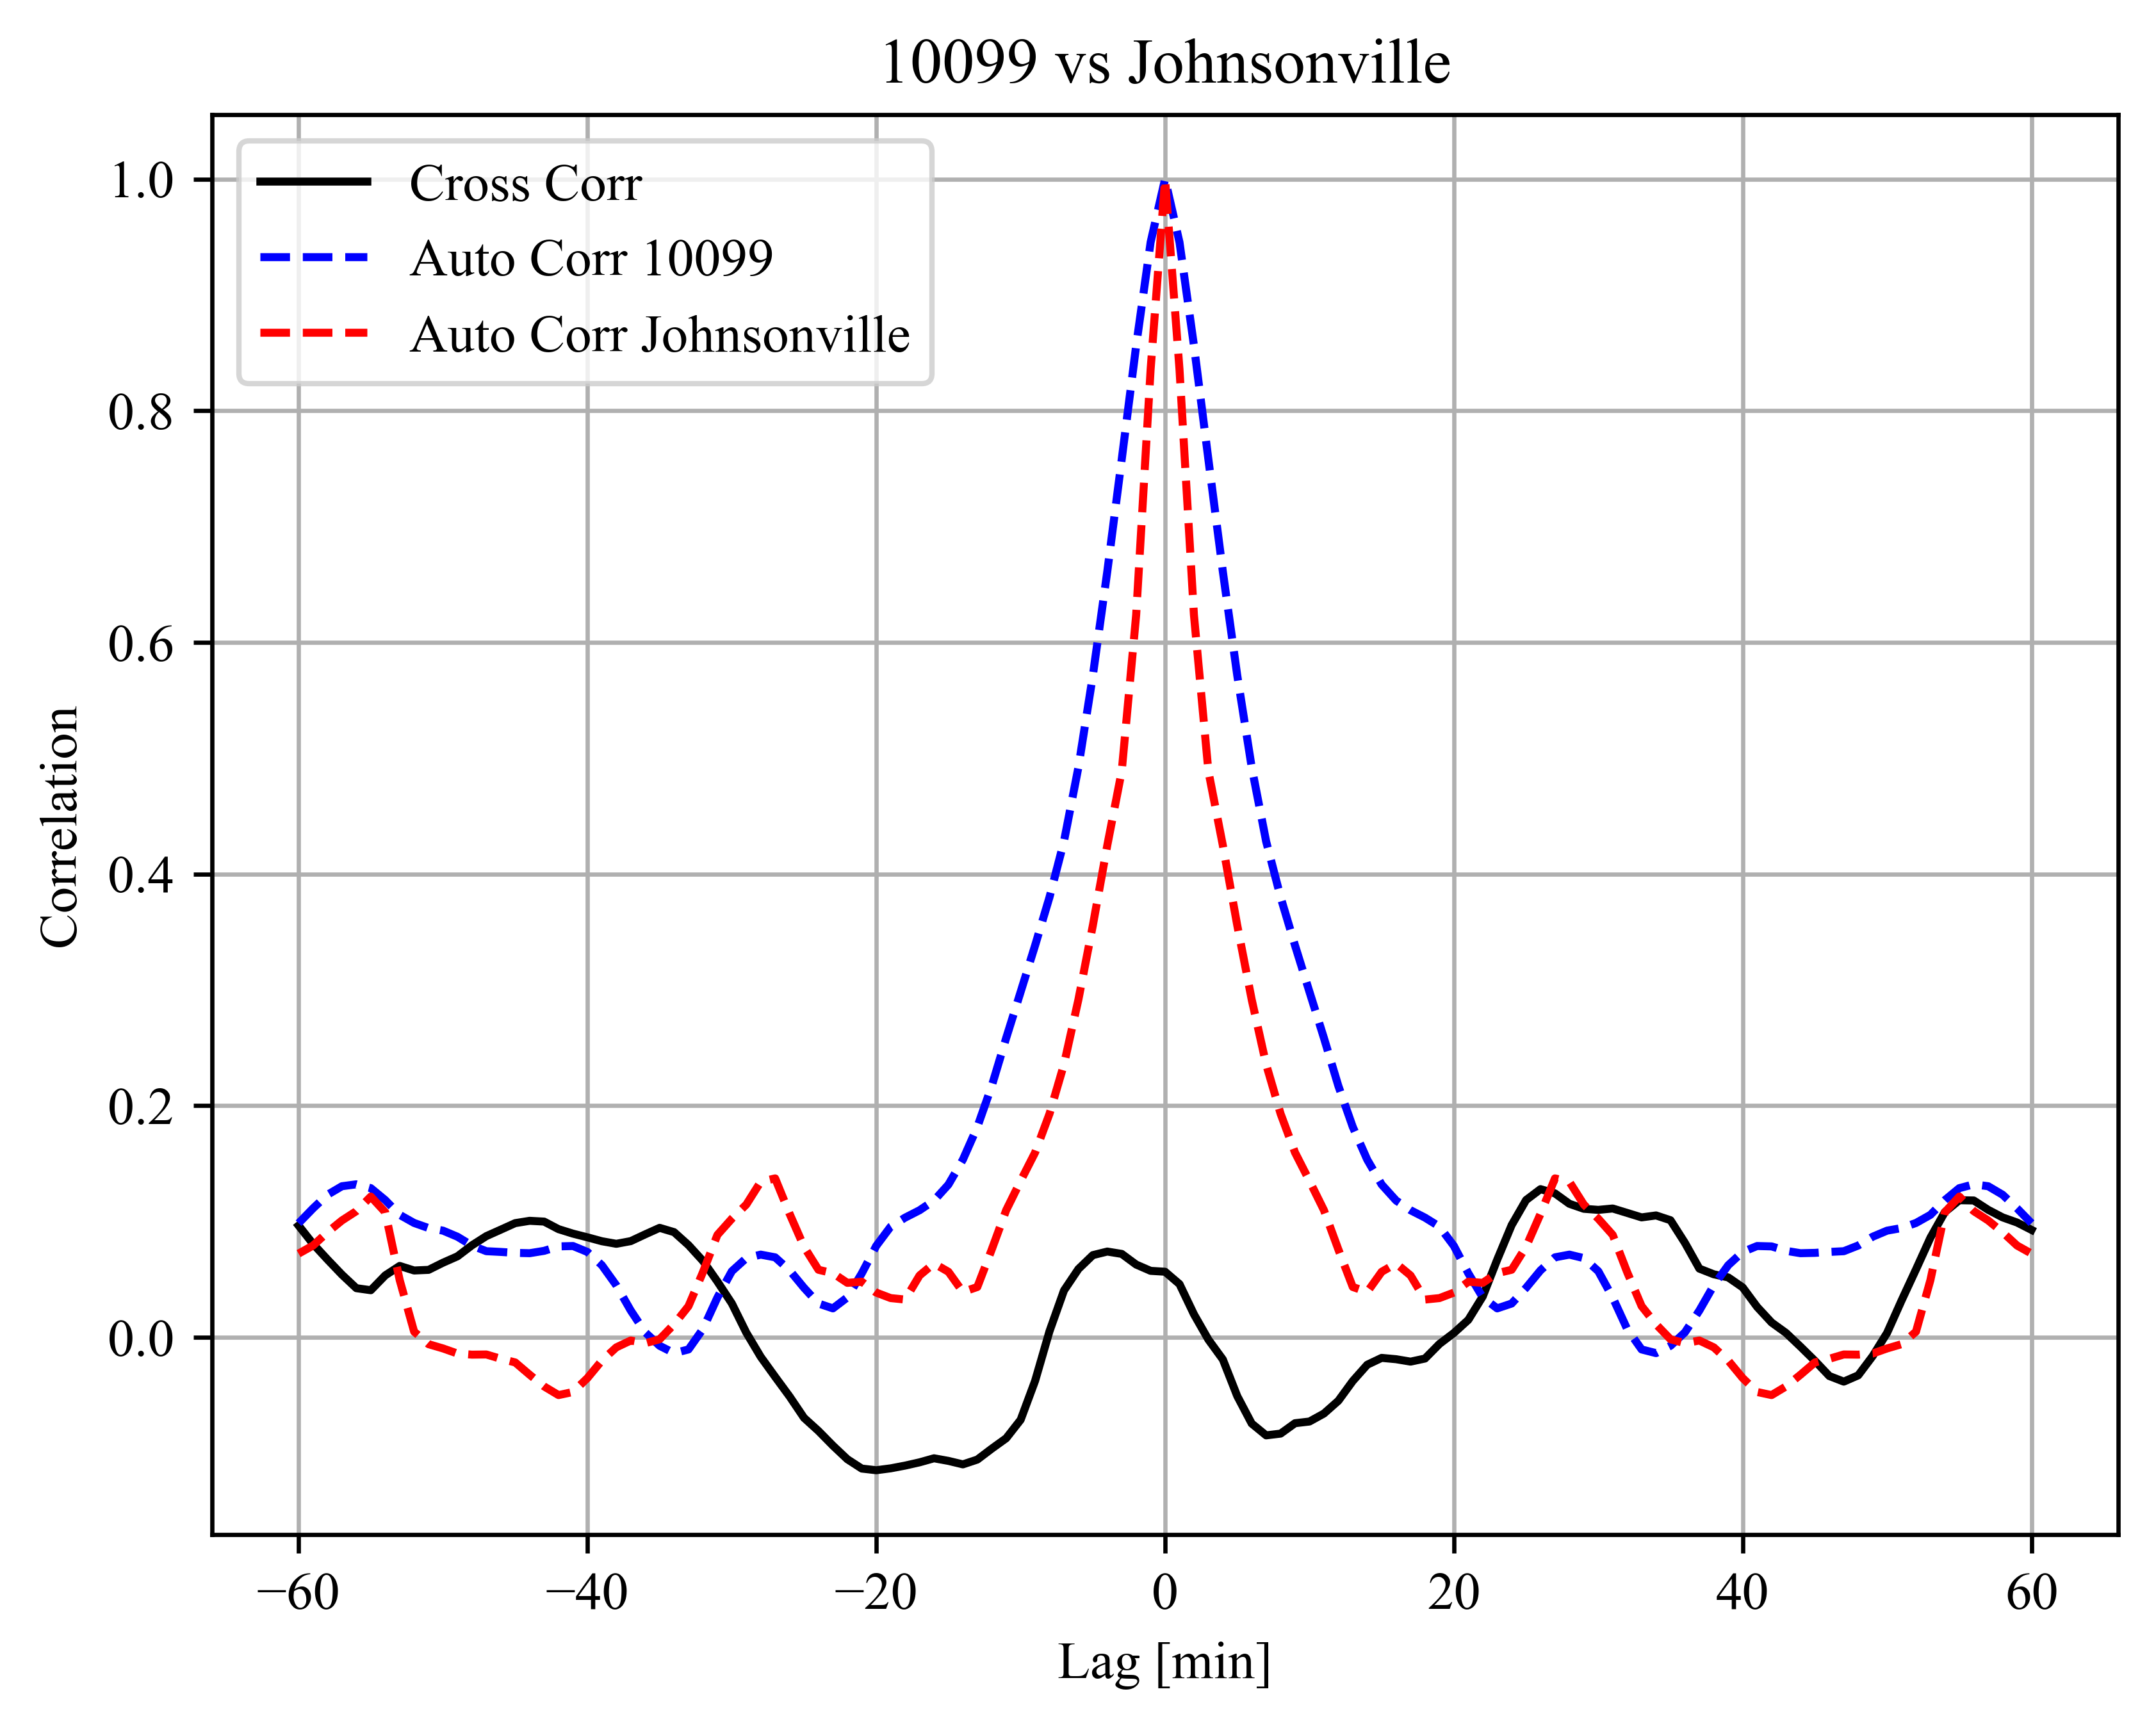 10099 vs Johnsonville
Cross Corr
Auto Corr 10099
Auto Corr Johnsonville
Correlation
1.0
0.8
0.6
0.4
0.2
0.0
−60 −40 −20 0 20 40 60
Lag [min]